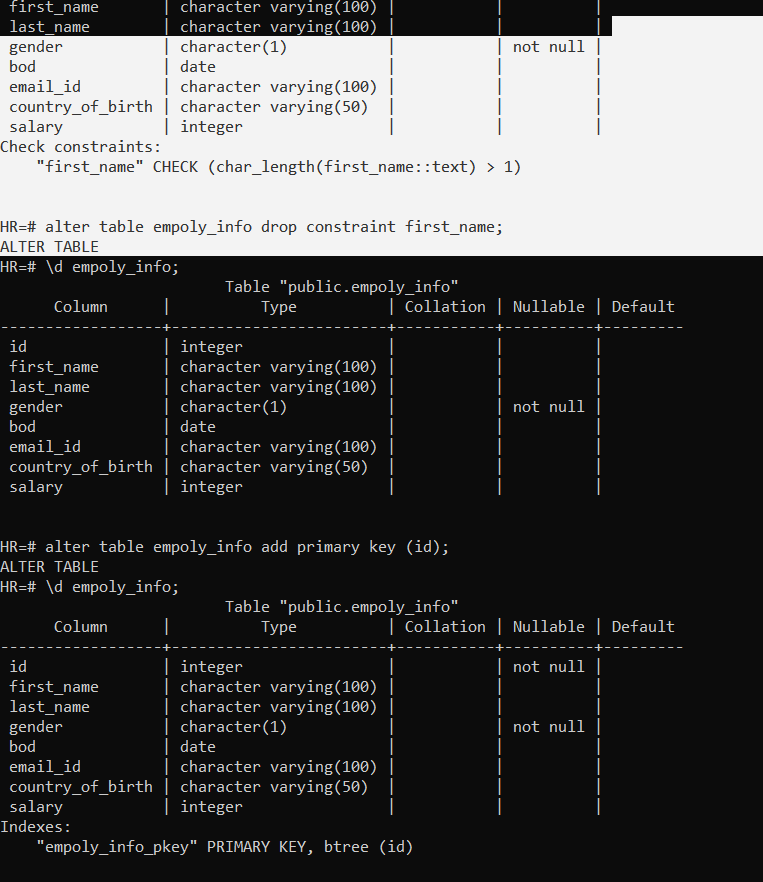 first_name | character varying(100) | | |
last_name | character varying(100) | | |
gender | character(1) | | not null |
bod | date | | |
email_id | character varying(100) | | |
country_of_birth | character varying(50) | | |
salary | integer | | |
Check constraints:
"first_name" CHECK (char_length(first_name::text) > 1)
HR=# alter table empoly_info drop constraint first_name;
ALTER TABLE
HR=# \d empoly_info;
Table "public.empoly_info"
Column | Type | Collation | Nullable | Default
------------------+------------------------+-----------+----------+---------
id | integer | | |
first_name | character varying(100) | | |
last_name | character varying(100) | | |
gender | character(1) | | not null |
bod | date | | |
email_id | character varying(100) | | |
country_of_birth | character varying(50) | | |
salary | integer | | |
HR=# alter table empoly_info add primary key (id);
ALTER TABLE
HR=# \d empoly_info;
Table "public.empoly_info"
Column | Type | Collation | Nullable | Default
------------------+------------------------+-----------+----------+---------
id | integer | | not null |
first_name | character varying(100) | | |
last_name | character varying(100) | | |
gender | character(1) | | not null |
bod | date | | |
email_id | character varying(100) | | |
country_of_birth | character varying(50) | | |
salary | integer | | |
Indexes:
"empoly_info_pkey" PRIMARY KEY, btree (id)